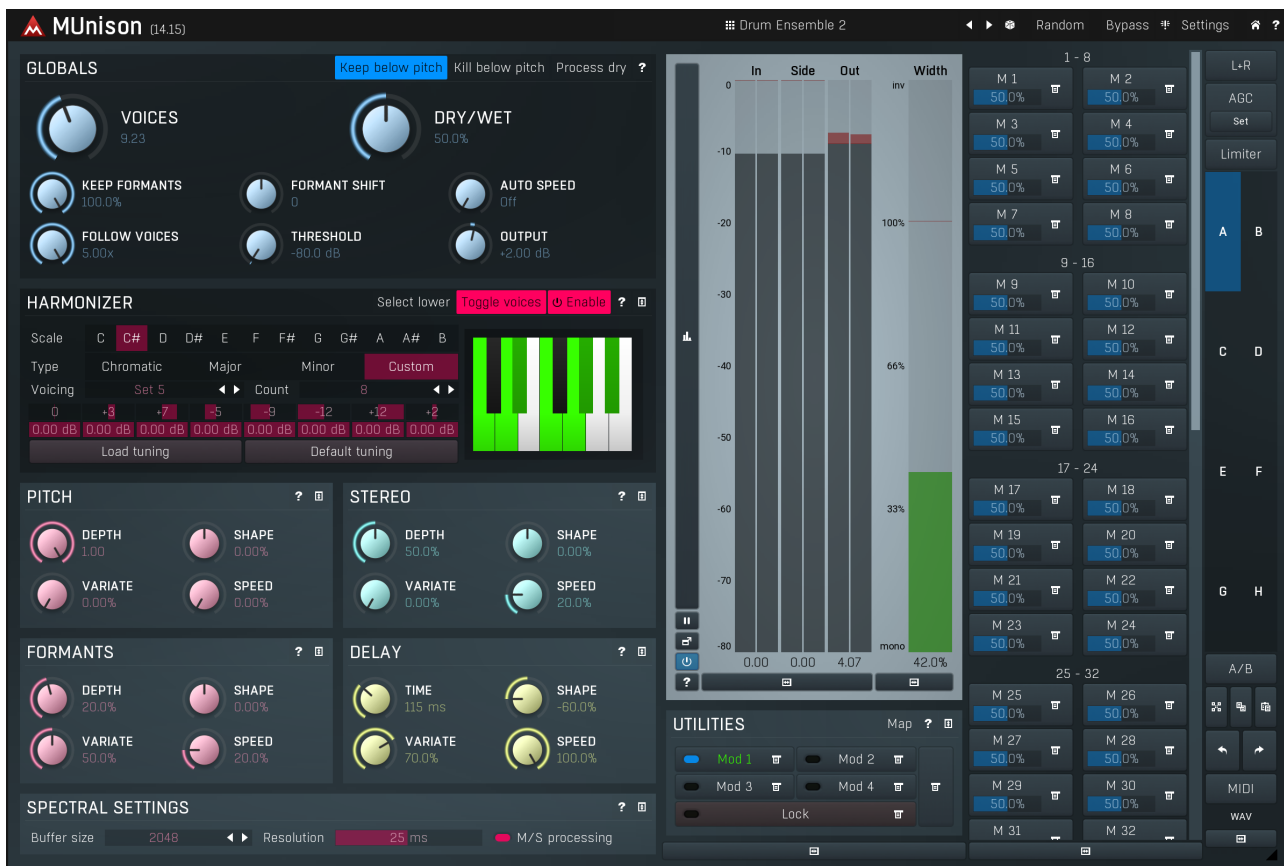 MUnison (14.15) Drum Ensemble 2 Random Bypass Settings ?
GLOBALS Keep below pitch Kill below pitch Process dry ?
VOICES
9.23
DRY/WET
50.0%
KEEP FORMANTS
100.0%
FORMANT SHIFT
0
AUTO SPEED
Off
FOLLOW VOICES
5.00x
THRESHOLD
-80.0 dB
OUTPUT
+2.00 dB
HARMONIZER Select lower Toggle voices Enable ?
Scale C C# D D# E F F# G G# A A# B
Type Chromatic Major Minor Custom
Voicing Set 5 Count 8
0 +3 +7 -5 -9 -12 +12 +2
0.00 dB 0.00 dB 0.00 dB 0.00 dB 0.00 dB 0.00 dB 0.00 dB 0.00 dB
Load tuning Default tuning
PITCH ?
DEPTH
1.00
SHAPE
0.00%
VARIATE
0.00%
SPEED
0.00%
STEREO ?
DEPTH
50.0%
SHAPE
0.00%
VARIATE
0.00%
SPEED
20.0%
FORMANTS ?
DEPTH
20.0%
SHAPE
0.00%
VARIATE
50.0%
SPEED
20.0%
DELAY ?
TIME
115 ms
SHAPE
-60.0%
VARIATE
70.0%
SPEED
100.0%
SPECTRAL SETTINGS ?
Buffer size 2048 Resolution 25 ms M/S processing
In Side Out Width
0 inv
-10
-20 100%
-30
-40 66%
-50
-60 33%
-70
-80 mono
0.00 0.00 4.07 42.0%
?
UTILITIES Map ?
Mod 1 Mod 2
Mod 3 Mod 4
Lock
1 - 8
M 1 M 2
50.0% 50.0%
M 3 M 4
50.0% 50.0%
M 5 M 6
50.0% 50.0%
M 7 M 8
50.0% 50.0%
9 - 16
M 9 M 10
50.0% 50.0%
M 11 M 12
50.0% 50.0%
M 13 M 14
50.0% 50.0%
M 15 M 16
50.0% 50.0%
17 - 24
M 17 M 18
50.0% 50.0%
M 19 M 20
50.0% 50.0%
M 21 M 22
50.0% 50.0%
M 23 M 24
50.0% 50.0%
25 - 32
M 25 M 26
50.0% 50.0%
M 27 M 28
50.0% 50.0%
M 29 M 30
50.0% 50.0%
M 31 M 32
L+R
AGC
Set
Limiter
A B
C D
E F
G H
A/B
MIDI
WAV